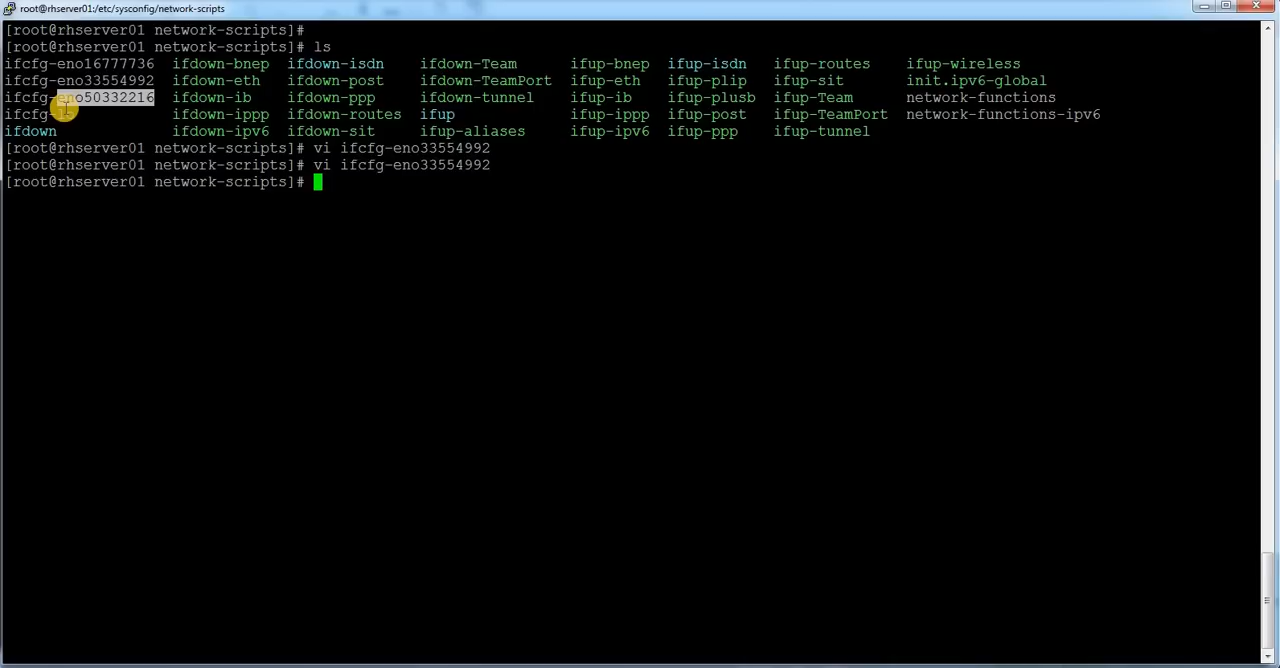 root@rhserver01:/etc/sysconfig/network-scripts
[root@rhserver01 network-scripts]#
[root@rhserver01 network-scripts]# ls
ifcfg-eno16777736 ifdown-bnep ifdown-isdn ifdown-Team ifup-bnep ifup-isdn ifup-routes ifup-wireless
ifcfg-eno33554992 ifdown-eth ifdown-post ifdown-TeamPort ifup-eth ifup-plip ifup-sit init.ipv6-global
ifcfg-eno50332216 ifdown-ib ifdown-ppp ifdown-tunnel ifup-ib ifup-plusb ifup-Team network-functions
ifcfg- ifdown-ippp ifdown-routes ifup ifup-ippp ifup-post ifup-TeamPort network-functions-ipv6
ifdown ifdown-ipv6 ifdown-sit ifup-aliases ifup-ipv6 ifup-ppp ifup-tunnel
[root@rhserver01 network-scripts]# vi ifcfg-eno33554992
[root@rhserver01 network-scripts]# vi ifcfg-eno33554992
[root@rhserver01 network-scripts]#